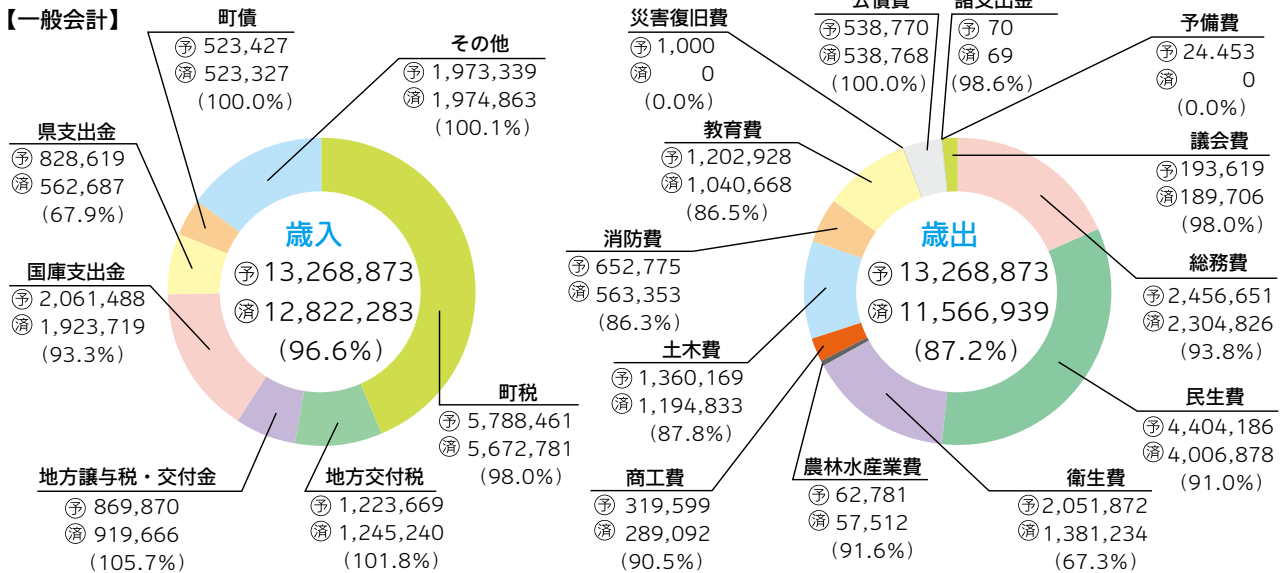 【一般会計】
町債
予 523,427
済 523,327
(100.0%)
その他
予 1,973,339
済 1,974,863
(100.1%)
県支出金
予 828,619
済 562,687
(67.9%)
国庫支出金
予 2,061,488
済 1,923,719
(93.3%)
歳入
予 13,268,873
済 12,822,283
(96.6%)
町税
予 5,788,461
済 5,672,781
(98.0%)
地方譲与税・交付金
予 869,870
済 919,666
(105.7%)
地方交付税
予 1,223,669
済 1,245,240
(101.8%)
災害復旧費
予 1,000
済 0
(0.0%)
公債費
予 538,770
済 538,768
(100.0%)
諸支出金
予 70
済 69
(98.6%)
予備費
予 24.453
済 0
(0.0%)
教育費
予 1,202,928
済 1,040,668
(86.5%)
議会費
予 193,619
済 189,706
(98.0%)
消防費
予 652,775
済 563,353
(86.3%)
歳出
予 13,268,873
済 11,566,939
(87.2%)
総務費
予 2,456,651
済 2,304,826
(93.8%)
土木費
予 1,360,169
済 1,194,833
(87.8%)
民生費
予 4,404,186
済 4,006,878
(91.0%)
商工費
予 319,599
済 289,092
(90.5%)
農林水産業費
予 62,781
済 57,512
(91.6%)
衛生費
予 2,051,872
済 1,381,234
(67.3%)